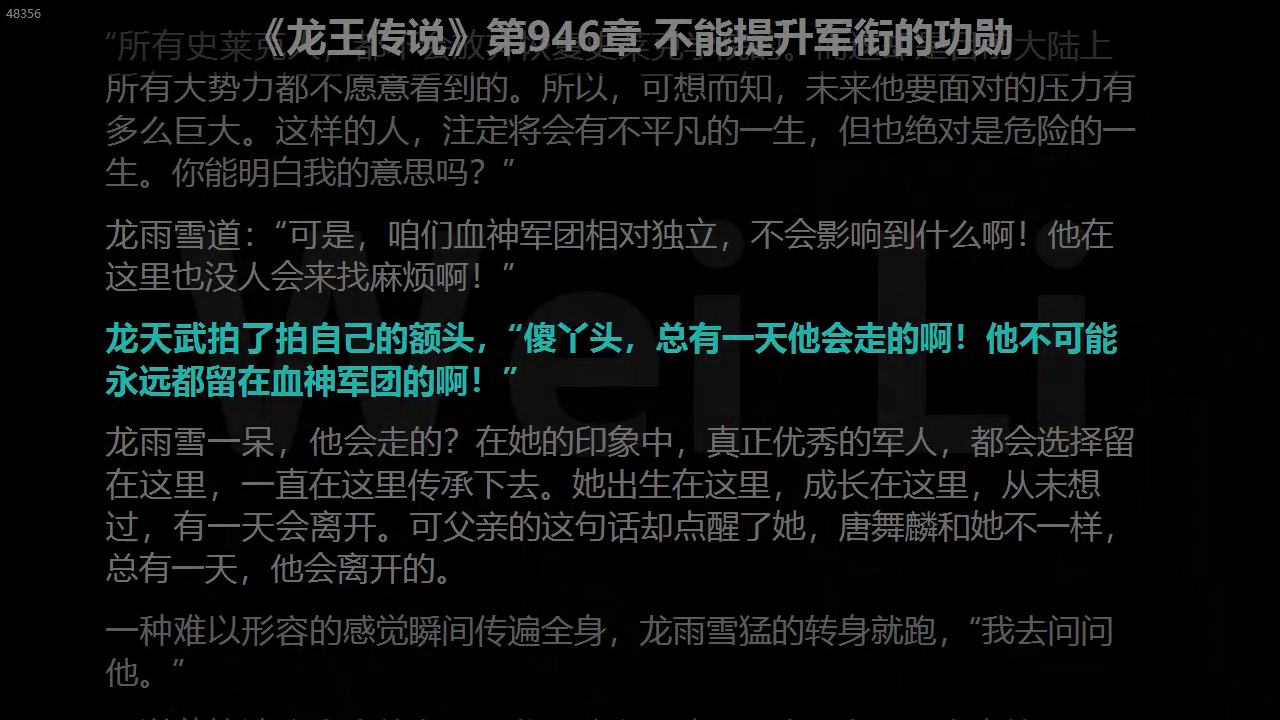 48356
《龙王传说》第946章 不能提升军衔的功勋
所有大势力都不愿意看到的。所以，可想而知，未来他要面对的压力有
多么巨大。这样的人，注定将会有不平凡的一生，但也绝对是危险的一
生。你能明白我的意思吗？”
龙雨雪道：“可是，咱们血神军团相对独立，不会影响到什么啊！他在
这里也没人会来找麻烦啊！”
龙天武拍了拍自己的额头，“傻丫头，总有一天他会走的啊！他不可能
永远都留在血神军团的啊！”
龙雨雪一呆，他会走的？在她的印象中，真正优秀的军人，都会选择留
在这里，一直在这里传承下去。她出生在这里，成长在这里，从未想
过，有一天会离开。可父亲的这句话却点醒了她，唐舞麟和她不一样，
总有一天，他会离开的。
一种难以形容的感觉瞬间传遍全身，龙雨雪猛的转身就跑，“我去问问
他。”
Wei Li